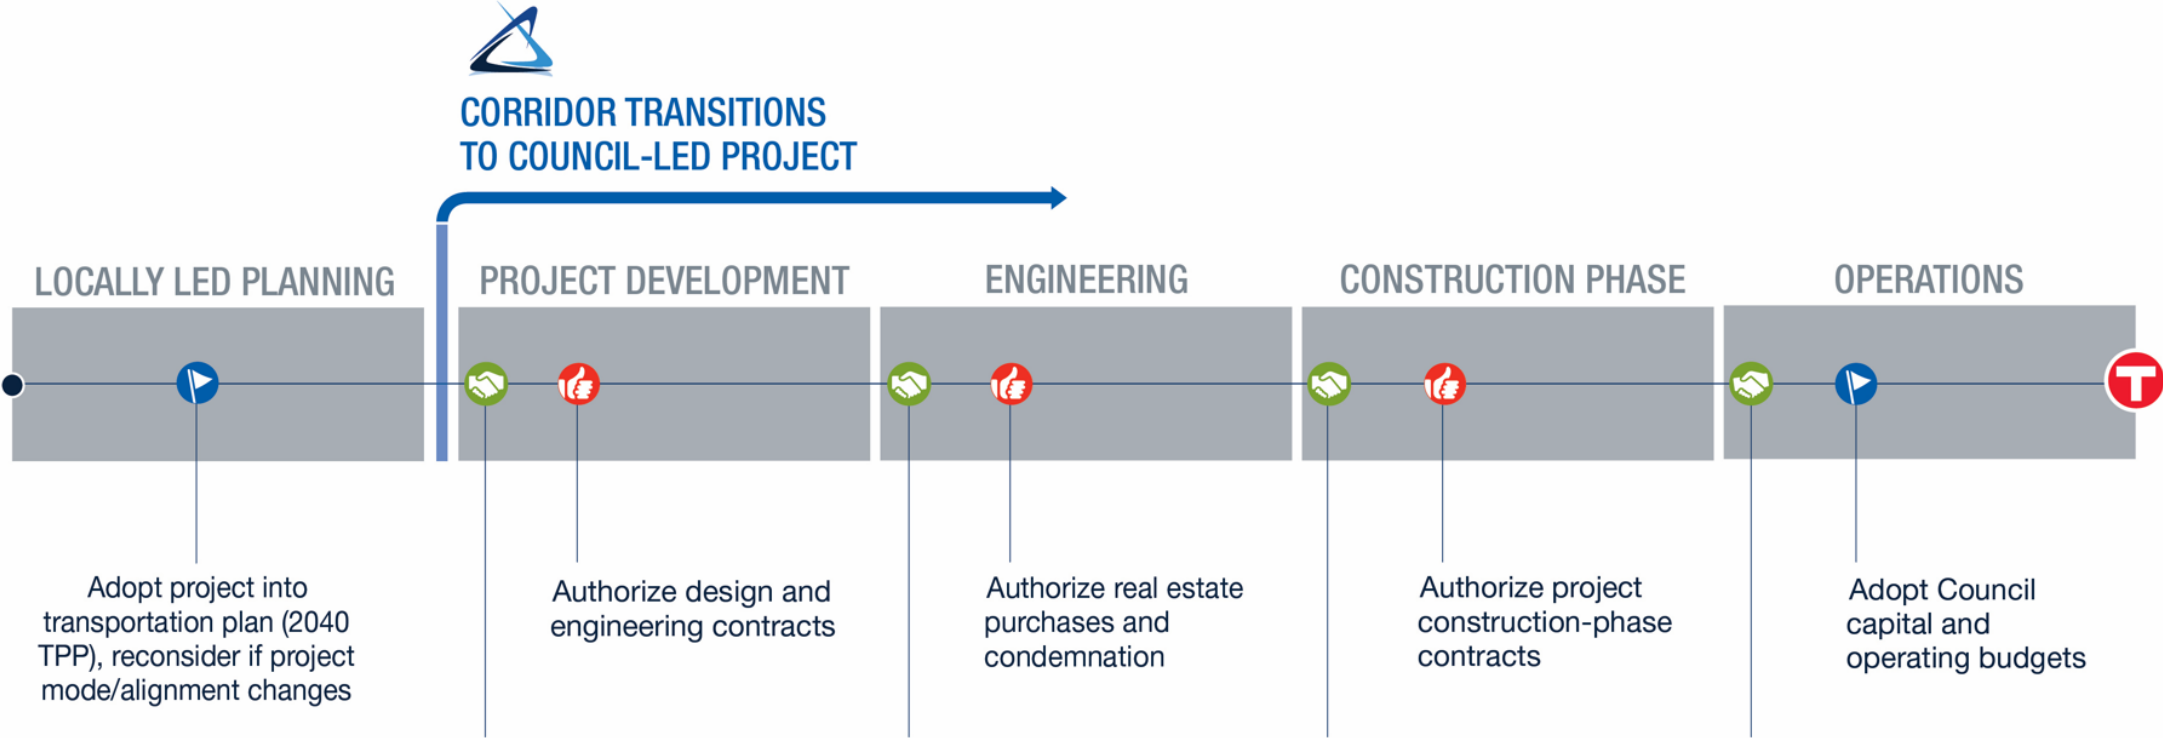 CORRIDOR TRANSITIONS
TO COUNCIL-LED PROJECT
LOCALLY LED PLANNING
PROJECT DEVELOPMENT
ENGINEERING
CONSTRUCTION PHASE
OPERATIONS
T
Adopt project into
transportation plan (2040
TPP), reconsider if project
mode/alignment changes
Authorize design and
engineering contracts
Authorize real estate
purchases and
condemnation
Authorize project
construction-phase
contracts
Adopt Council
capital and
operating budgets